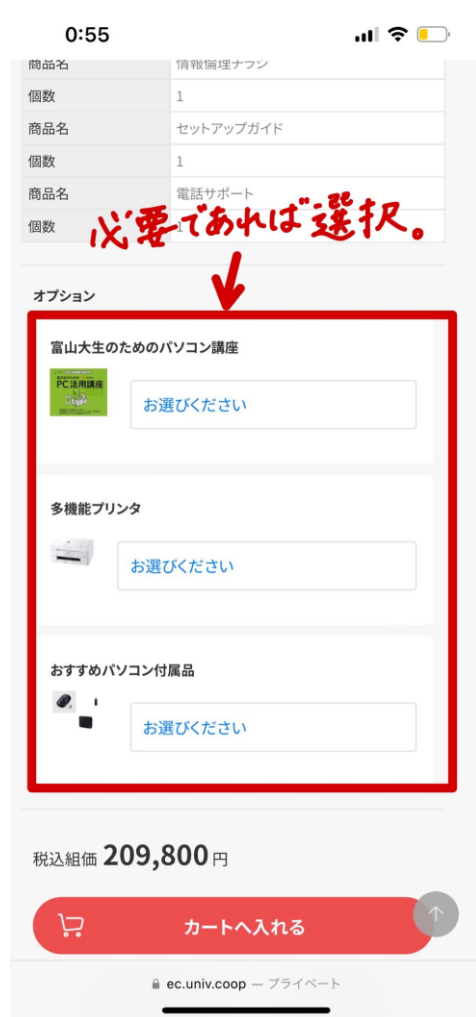 0:55
商品名 情報倫理チラシ
個数 1
商品名 セットアップガイド
個数 1
商品名 電話サポート
個数 1
必要であれば選択。
オプション
富山大生のためのパソコン講座
PC活用講座
お選びください
多機能プリンタ
お選びください
おすすめパソコン付属品
お選びください
税込組価 209,800 円
カートへ入れる
ec.univ.coop — プライベート